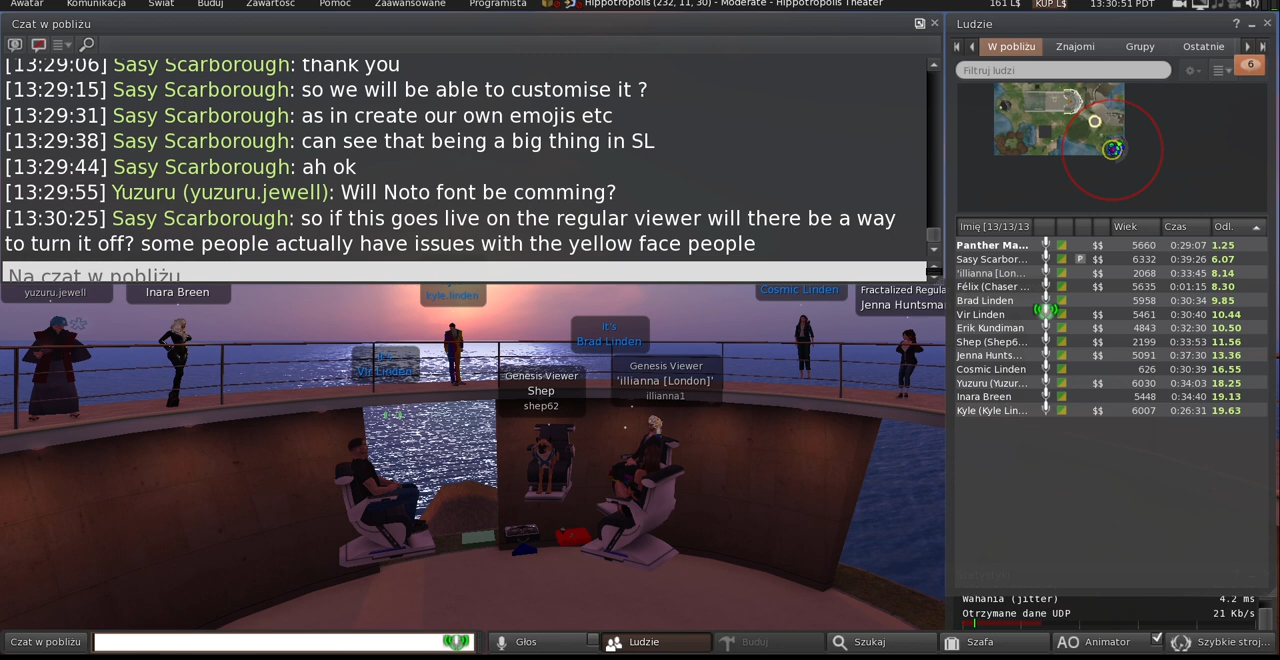 Awatar Komunikacja Świat Buduj Zawartość Pomoc Zaawansowane Programista Hippotropolis (232, 11, 30) - Moderate - Hippotropolis Theater 161 L$ KUP L$ 13:30:51 PDT
Czat w pobliżu
[13:29:06] Sasy Scarborough: thank you
[13:29:15] Sasy Scarborough: so we will be able to customise it ?
[13:29:31] Sasy Scarborough: as in create our own emojis etc
[13:29:38] Sasy Scarborough: can see that being a big thing in SL
[13:29:44] Sasy Scarborough: ah ok
[13:29:55] Yuzuru (yuzuru.jewell): Will Noto font be comming?
[13:30:25] Sasy Scarborough: so if this goes live on the regular viewer will there be a way
to turn it off? some people actually have issues with the yellow face people
Na czat w pobliżu
yuzuru.jewell
Inara Breen
kyle.linden
Cosmic Linden
Fractalized Regula
Jenna Huntsma
It's
Brad Linden
Vir Linden
Genesis Viewer
Shep
shep62
Genesis Viewer
'illianna [London]'
illianna1
Ludzie
W pobliżu Znajomi Grupy Ostatnie
Filtruj ludzi
6
Imię [13/13/13 Wiek Czas Odl.
Panther Ma... 5660 0:29:07 1.25
Sasy Scarbor... P $$ 6332 0:39:26 6.07
'illianna [Lon... $$ 2068 0:33:45 8.14
Félix (Chaser ... $$ 5635 0:01:15 8.30
Brad Linden 5958 0:30:34 9.85
Vir Linden $$ 5461 0:30:40 10.44
Erik Kundiman 4843 0:32:30 10.50
Shep (Shep6... $$ 2199 0:33:53 11.56
Jenna Hunts... $$ 5091 0:37:30 13.36
Cosmic Linden 626 0:30:39 16.55
Yuzuru (Yuzur... $$ 6030 0:34:03 18.25
Inara Breen 5448 0:34:40 19.13
Kyle (Kyle Lin... $$ 6007 0:26:31 19.63
Wahania (jitter) 4.2 ms
Otrzymane dane UDP 21 Kb/s
Czat w pobliżu Głos Ludzie Buduj Szukaj Szafa AO Animator Szybkie stroj...